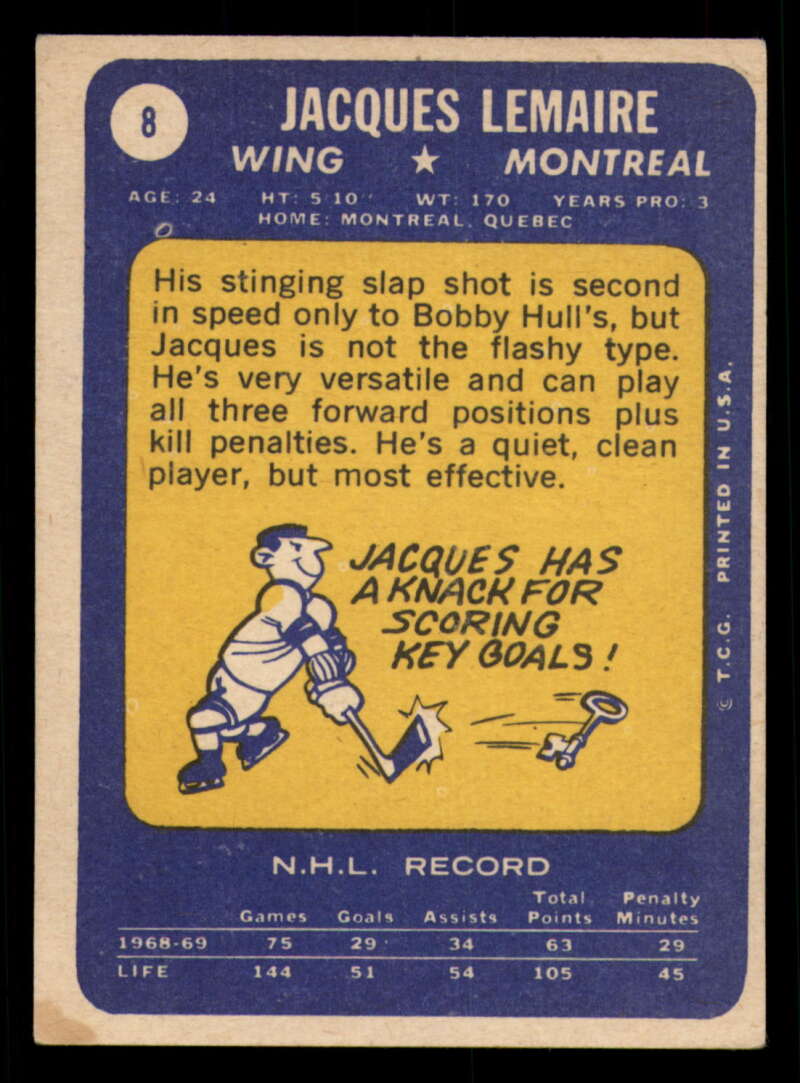 8
JACQUES LEMAIRE
WING ★ MONTREAL
AGE: 24 HT: 5'10" WT: 170 YEARS PRO: 3
HOME: MONTREAL, QUEBEC
His stinging slap shot is second
in speed only to Bobby Hull's, but
Jacques is not the flashy type.
He's very versatile and can play
all three forward positions plus
kill penalties. He's a quiet, clean
player, but most effective.
JACQUES HAS
A KNACK FOR
SCORING
KEY GOALS!
© T.C.G. PRINTED IN U.S.A.
N.H.L. RECORD
Games Goals Assists Total Points Penalty Minutes
1968-69 75 29 34 63 29
LIFE 144 51 54 105 45